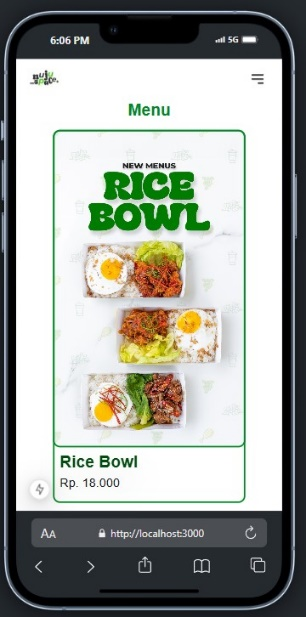 6:06 PM
5G
Menu
NEW MENUS
RICE
BOWL
Rice Bowl
Rp. 18.000
AA
http://localhost:3000